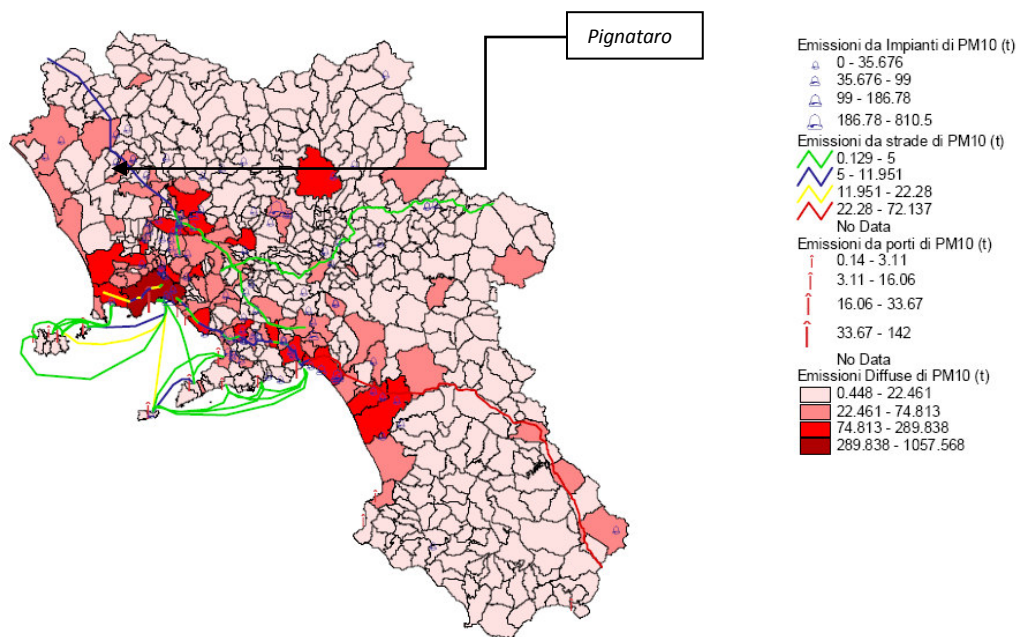 Pignataro
Emissioni da Impianti di PM10 (t)
0 - 35.676
35.676 - 99
99 - 186.78
186.78 - 810.5
Emissioni da strade di PM10 (t)
0.129 - 5
5 - 11.951
11.951 - 22.28
22.28 - 72.137
No Data
Emissioni da porti di PM10 (t)
0.14 - 3.11
3.11 - 16.06
16.06 - 33.67
33.67 - 142
No Data
Emissioni Diffuse di PM10 (t)
0.448 - 22.461
22.461 - 74.813
74.813 - 289.838
289.838 - 1057.568